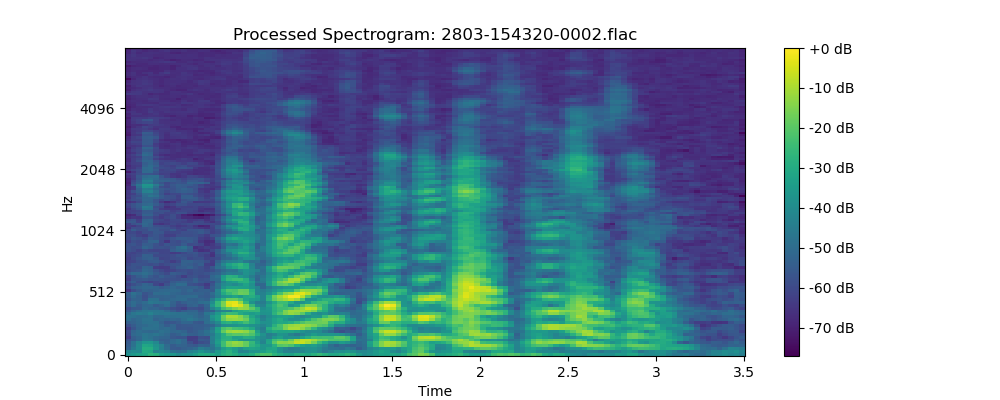 Processed Spectrogram: 2803-154320-0002.flac
Hz
4096
2048
1024
512
0
0 0.5 1 1.5 2 2.5 3 3.5
Time
+0 dB
-10 dB
-20 dB
-30 dB
-40 dB
-50 dB
-60 dB
-70 dB